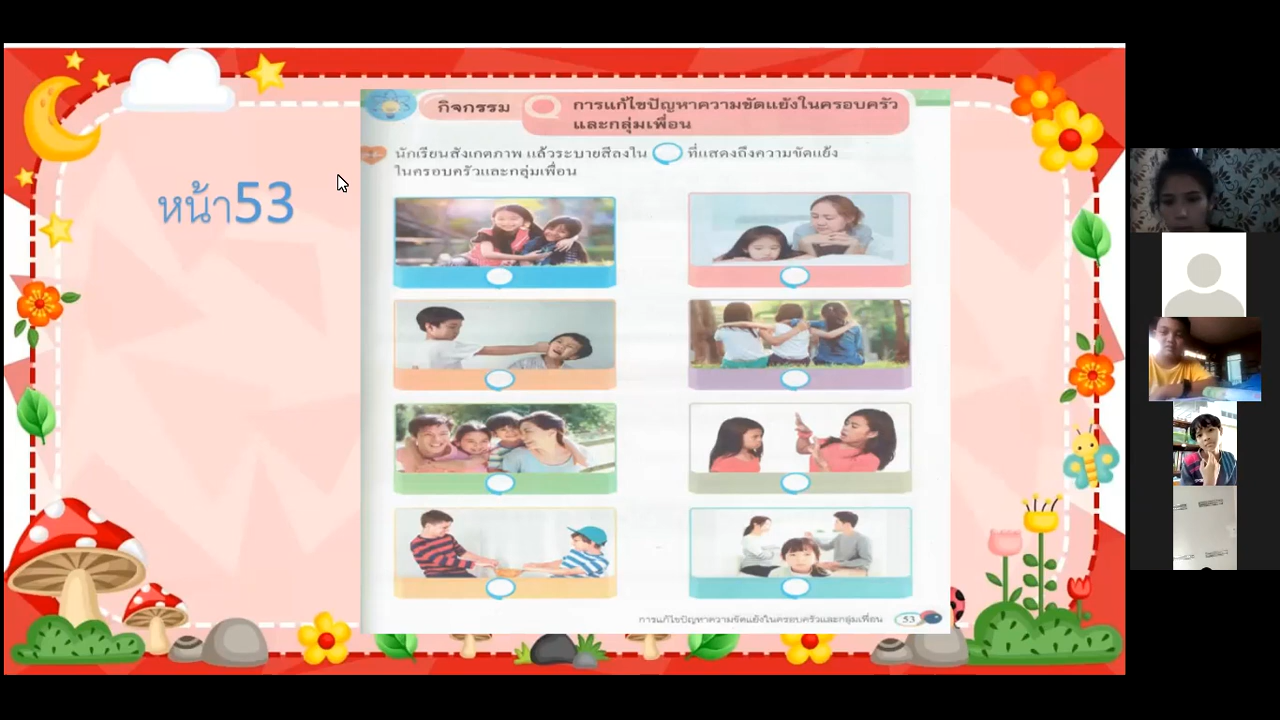 หน้า53
กิจกรรม
การแก้ไขปัญหาความขัดแย้งในครอบครัว
และกลุ่มเพื่อน
นักเรียนสังเกตภาพ แล้วระบายสีลงใน ที่แสดงถึงความขัดแย้ง
ในครอบครัวและกลุ่มเพื่อน
การแก้ไขปัญหาความขัดแย้งในครอบครัวและกลุ่มเพื่อน 53